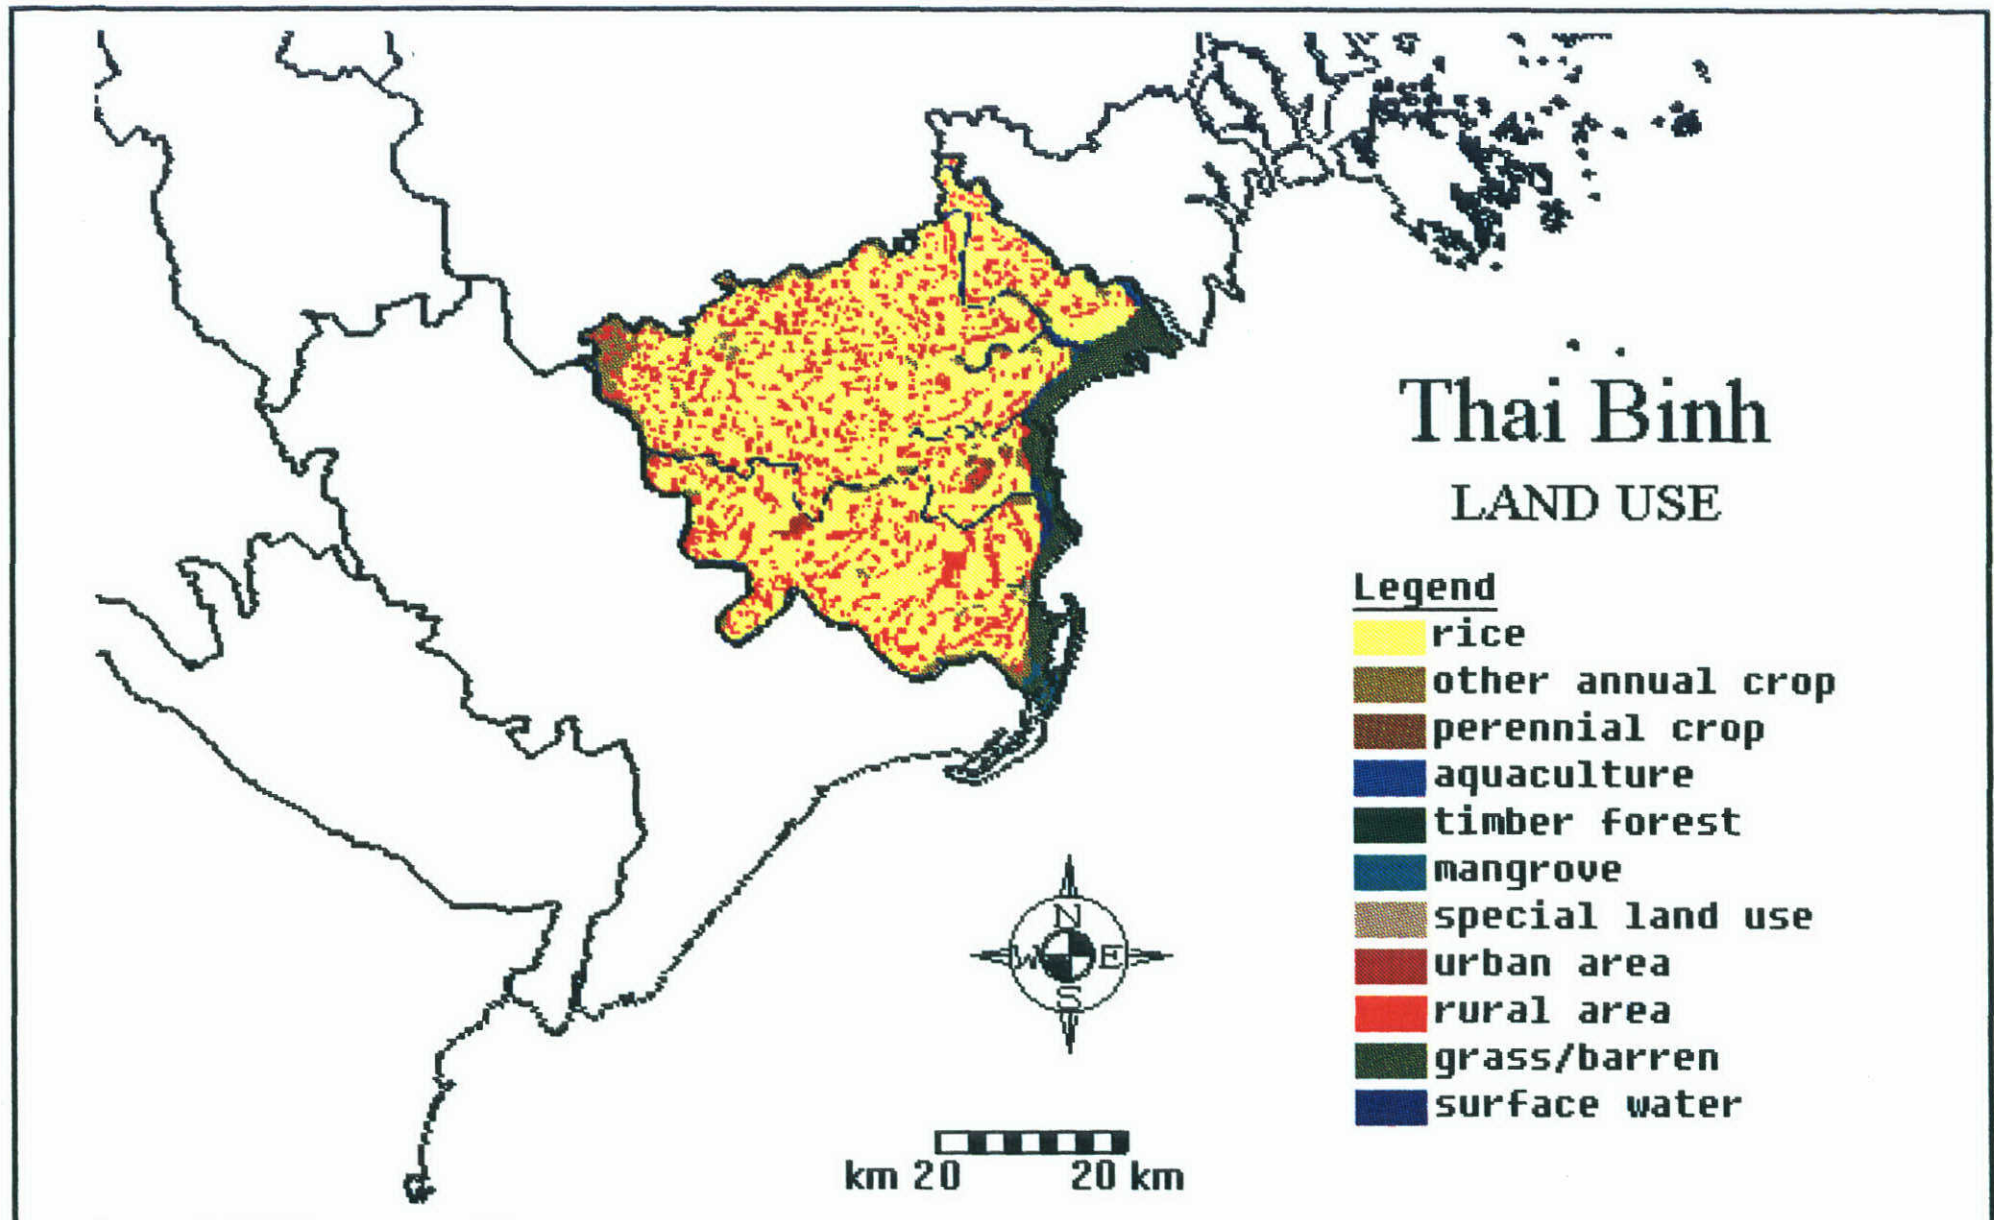 Thai Binh
LAND USE
Legend
rice
other annual crop
perennial crop
aquaculture
timber forest
mangrove
special land use
urban area
rural area
grass/barren
surface water
N
W E
S
km 20 20 km